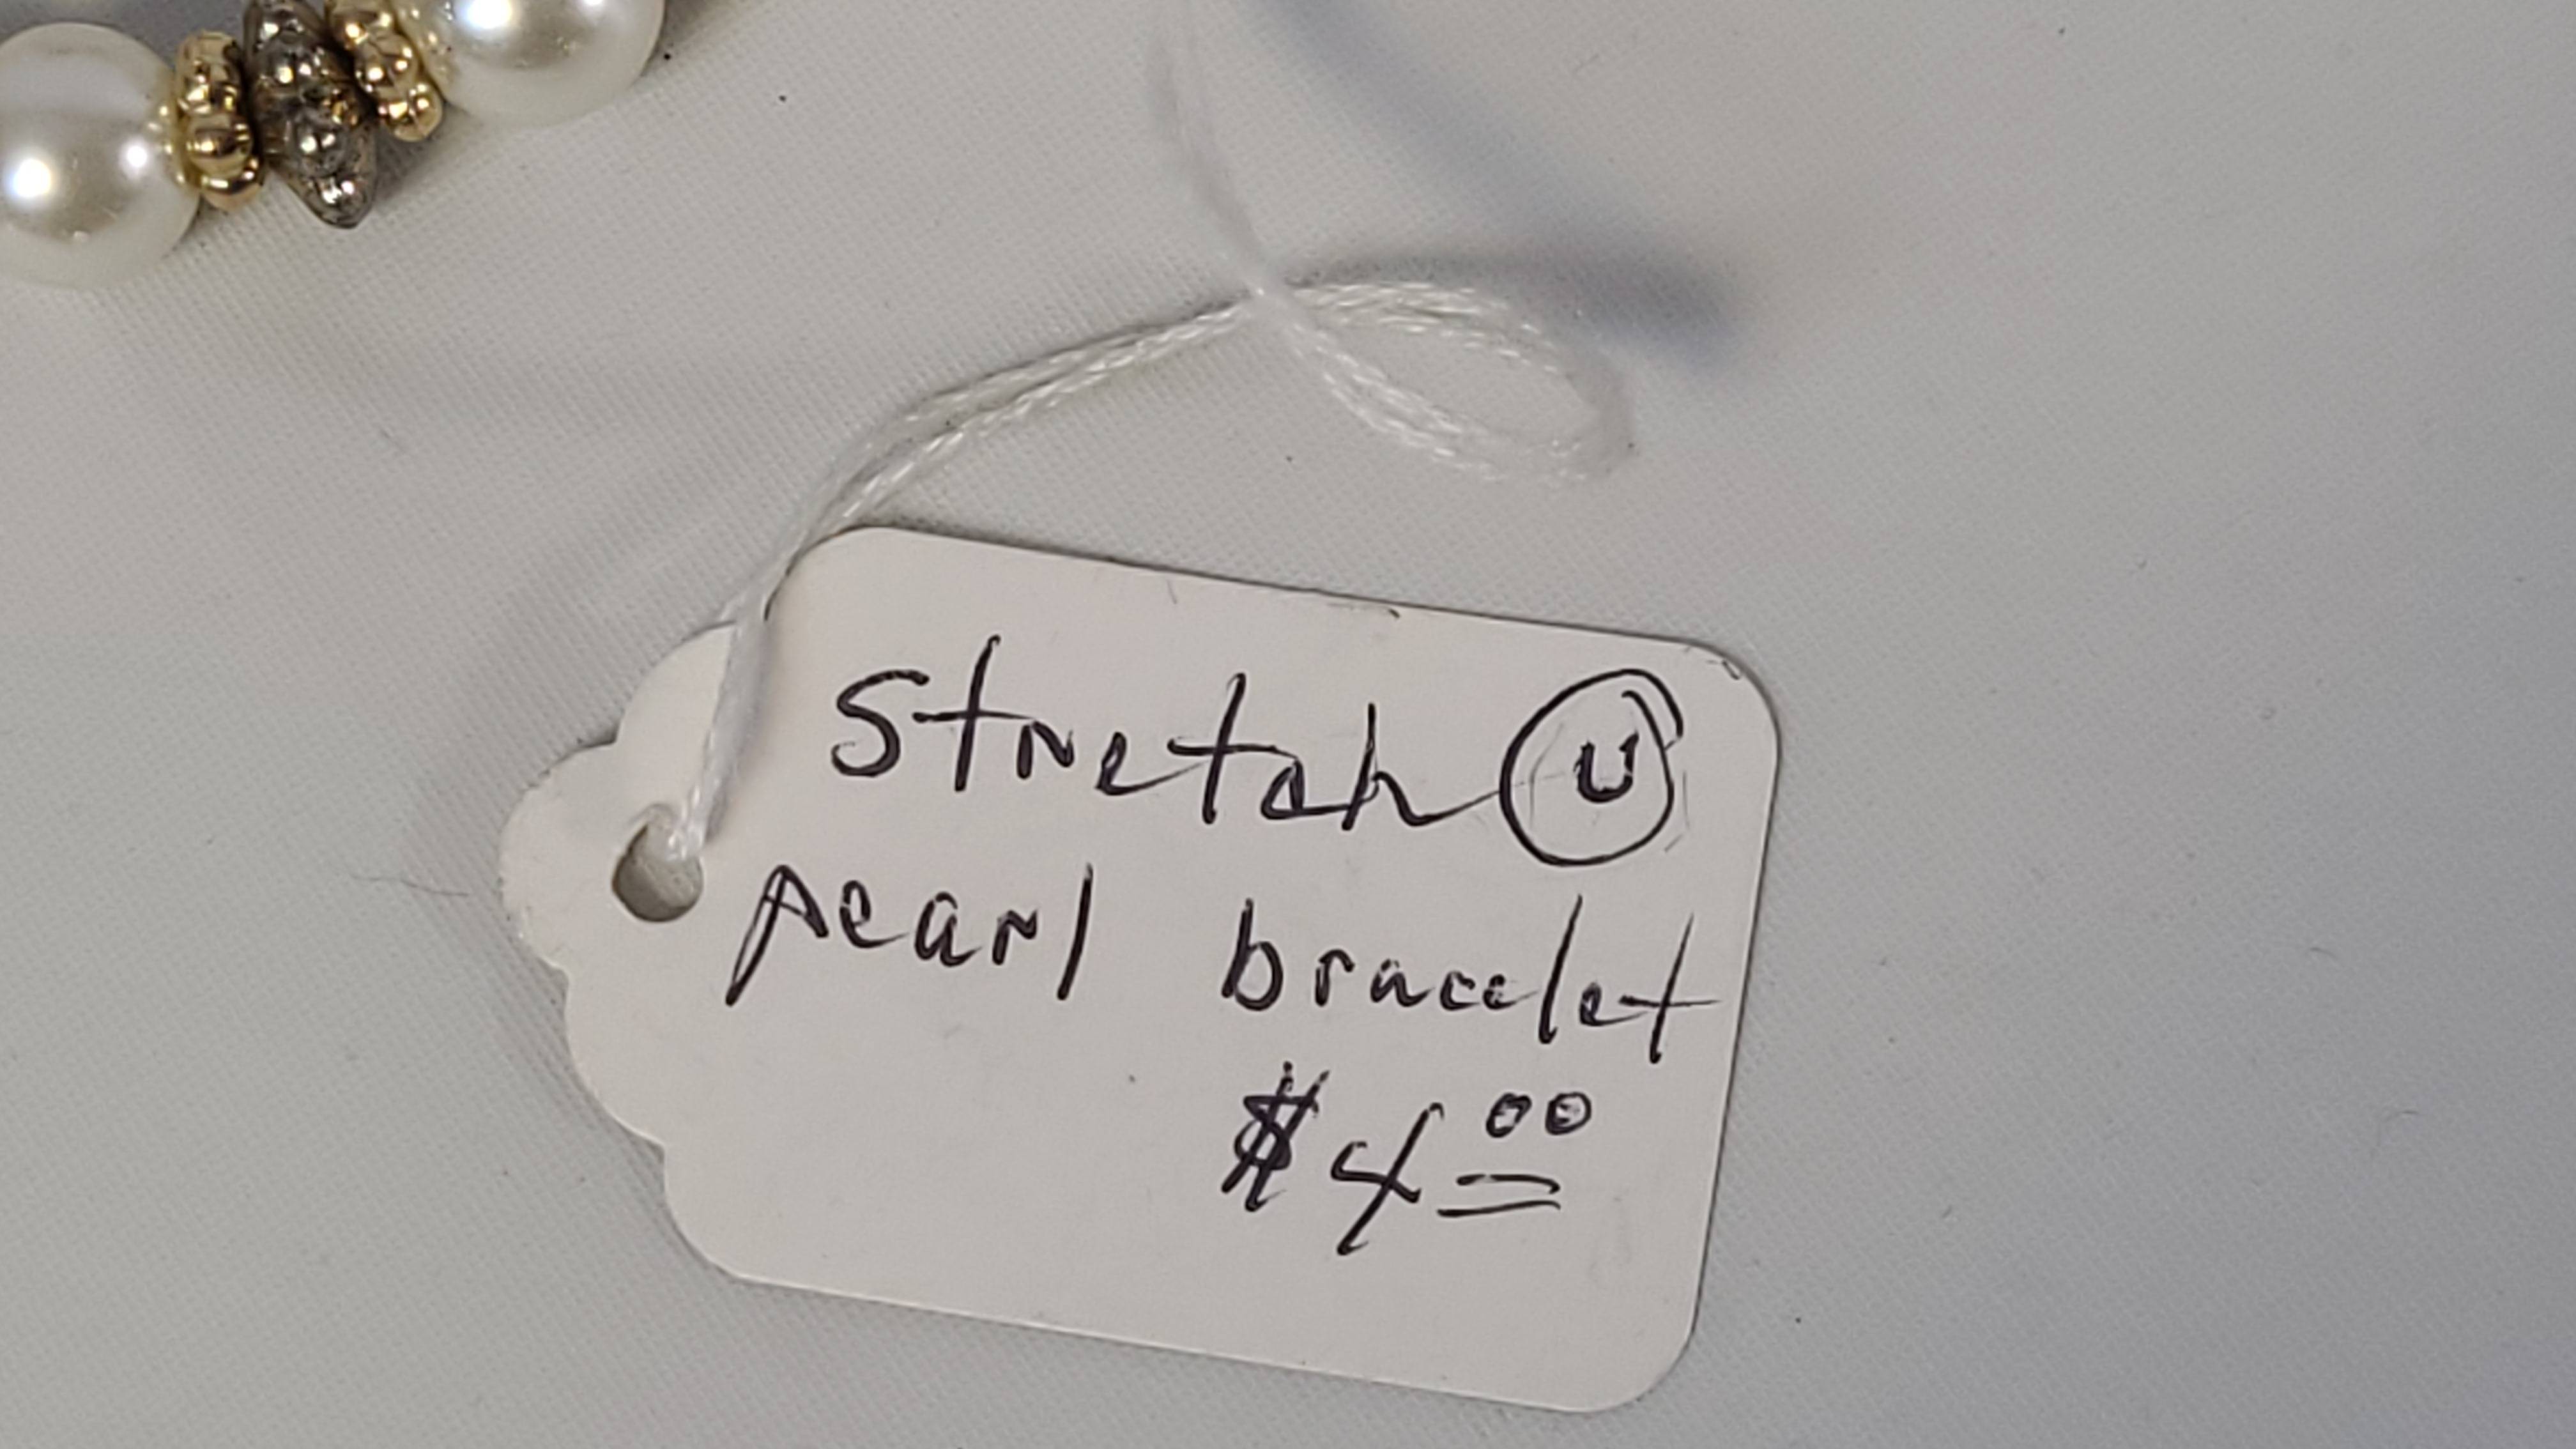 Stretch U
pearl bracelet
$4.00